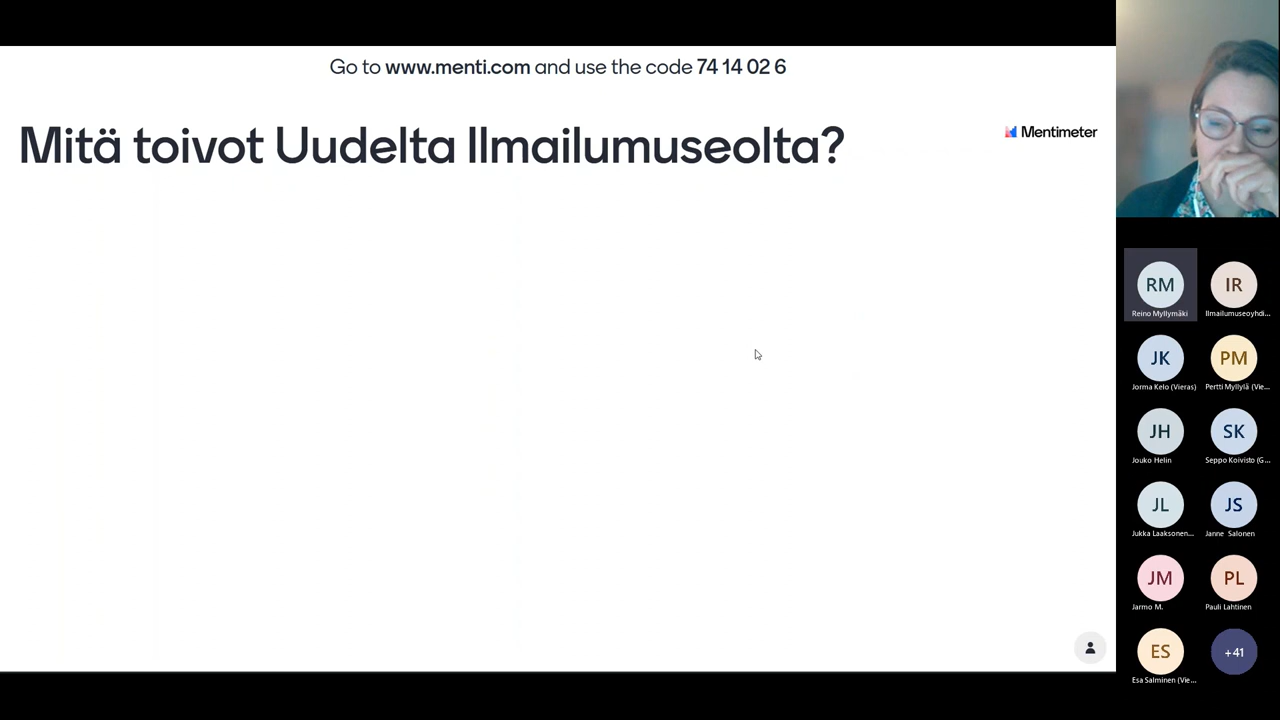 Go to www.menti.com and use the code 74 14 02 6
Mitä toivot Uudelta Ilmailumuseolta?
Mentimeter
RM
IR
Reino Myllymäki
Ilmailumuseoyhdi...
JK
PM
Jorma Kelo (Vieras)
Pertti Myllylä (Vie...
JH
SK
Jouko Helin
Seppo Koivisto (G...
JL
JS
Jukka Laaksonen...
Janne Salonen
JM
PL
Jarmo M.
Pauli Lahtinen
ES
+41
Esa Salminen (Vie...